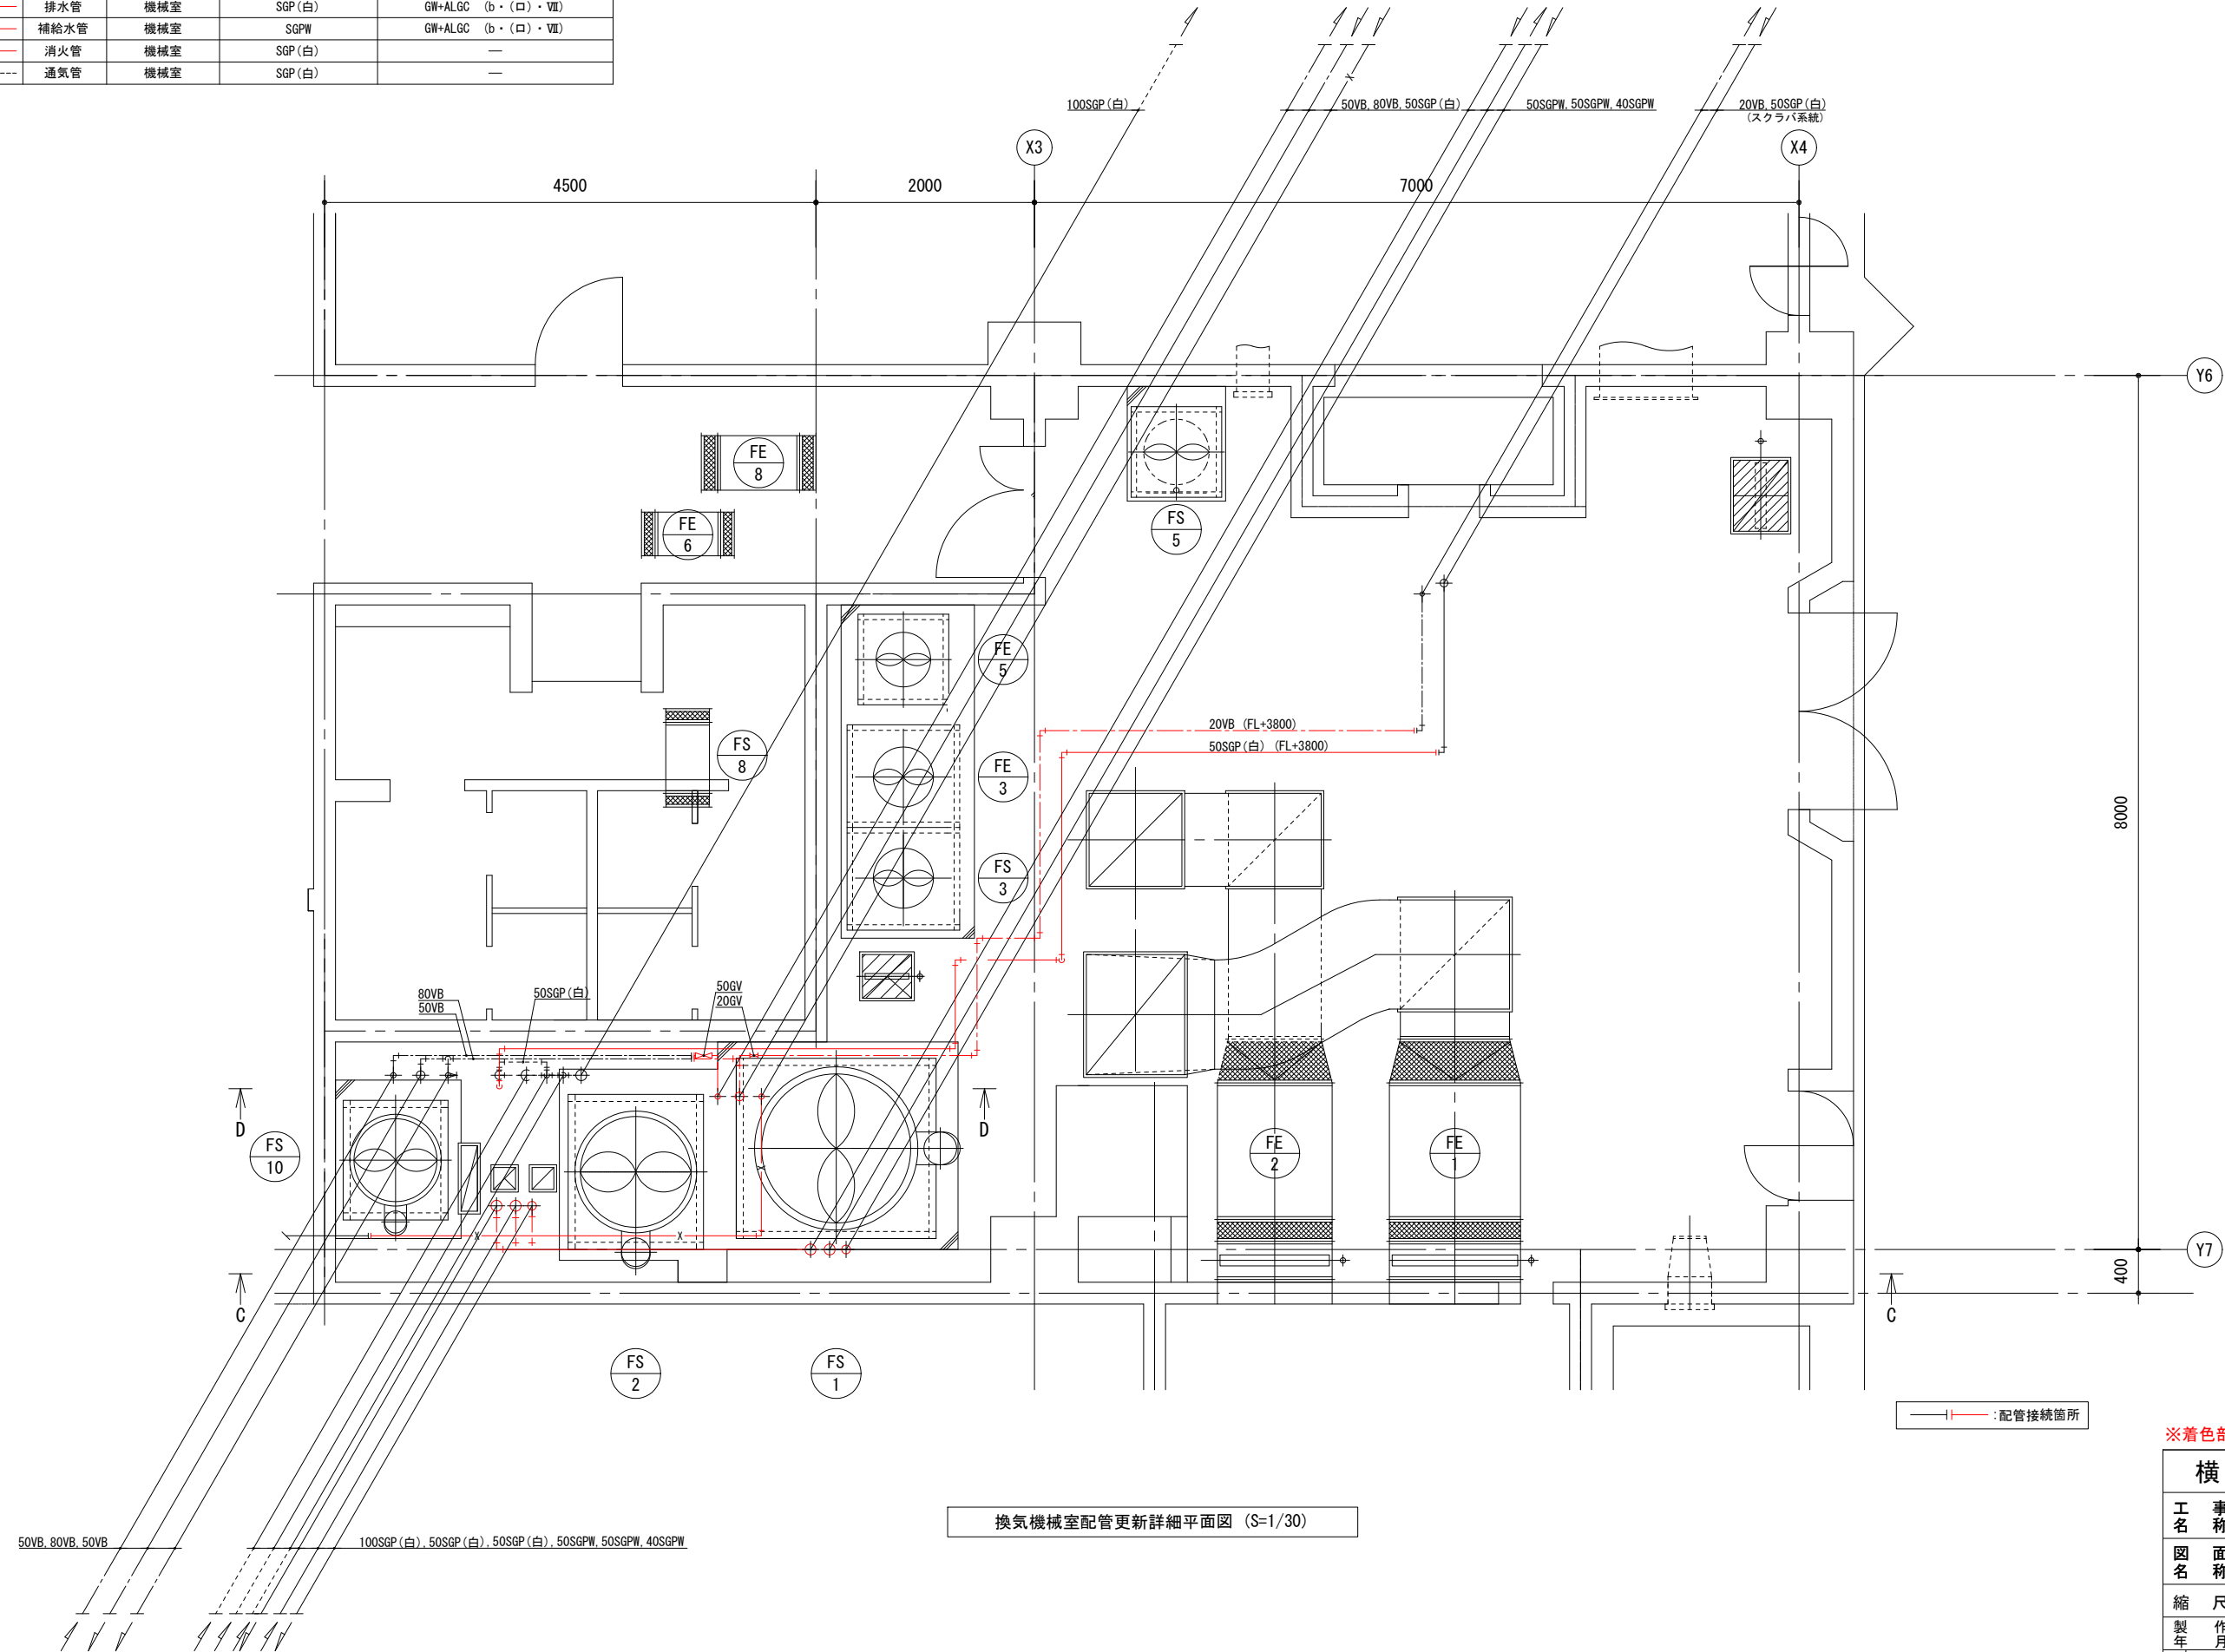 排水管 機械室 SGP(白) GW+ALGC (b・(ロ)・Ⅶ)
補給水管 機械室 SGPW GW+ALGC (b・(ロ)・Ⅶ)
消火管 機械室 SGP(白) —
通気管 機械室 SGP(白) —
100SGP(白)
50VB, 80VB, 50SGP(白)
50SGPW, 50SGPW, 40SGPW
20VB, 50SGP(白)
(スクラバ系統)
X3
X4
4500
2000
7000
Y6
FE
8
FE
6
FS
5
FE
5
FS
8
FE
3
FS
3
20VB (FL+3800)
50SGP(白) (FL+3800)
8000
80VB
50VB
50SGP(白)
50GV
20GV
D
D
FS
10
FE
2
FE
1
Y7
400
C
C
FS
2
FS
1
:配管接続箇所
※着色部
横
工 事
名 称
図 面
名 称
縮 尺
製 作
年 月
換気機械室配管更新詳細平面図 (S=1/30)
50VB, 80VB, 50VB
100SGP(白), 50SGP(白), 50SGP(白), 50SGPW, 50SGPW, 40SGPW